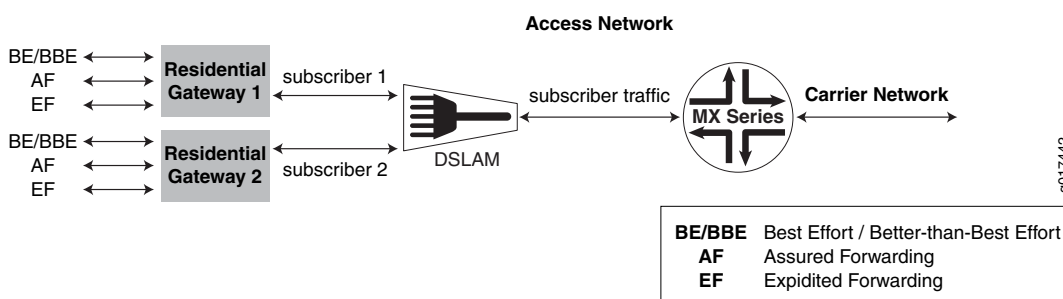 Access Network
BE/BBE
AF
EF
Residential
Gateway 1
subscriber 1
BE/BBE
AF
EF
Residential
Gateway 2
subscriber 2
DSLAM
subscriber traffic
MX Series
Carrier Network
g017442
BE/BBE Best Effort / Better-than-Best Effort
AF Assured Forwarding
EF Expidited Forwarding